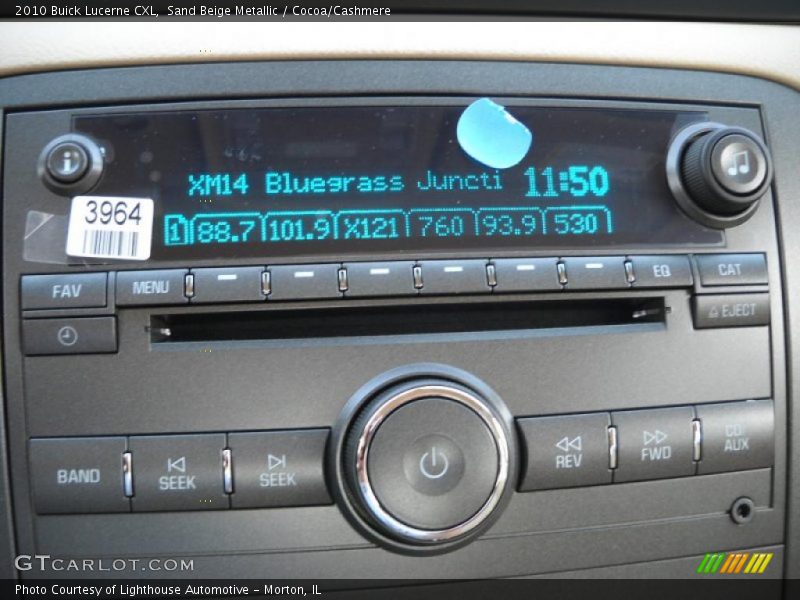 2010 Buick Lucerne CXL,  Sand Beige Metallic / Cocoa/Cashmere
XM14 Bluegrass Juncti 11:50
3964
1 88.7 101.9 X121 760 93.9 530
FAV MENU EQ CAT
EJECT
BAND SEEK SEEK REV FWD CD AUX
GTCARLOT.COM
Photo Courtesy of Lighthouse Automotive - Morton, IL